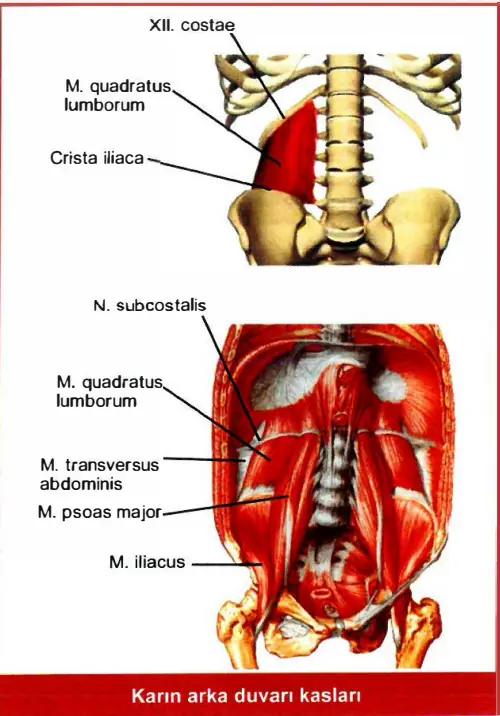 XII. costae
M. quadratus
lumborum
Crista iliaca
N. subcostalis
M. quadratus
lumborum
M. transversus
abdominis
M. psoas major
M. iliacus
Karın arka duvarı kasları